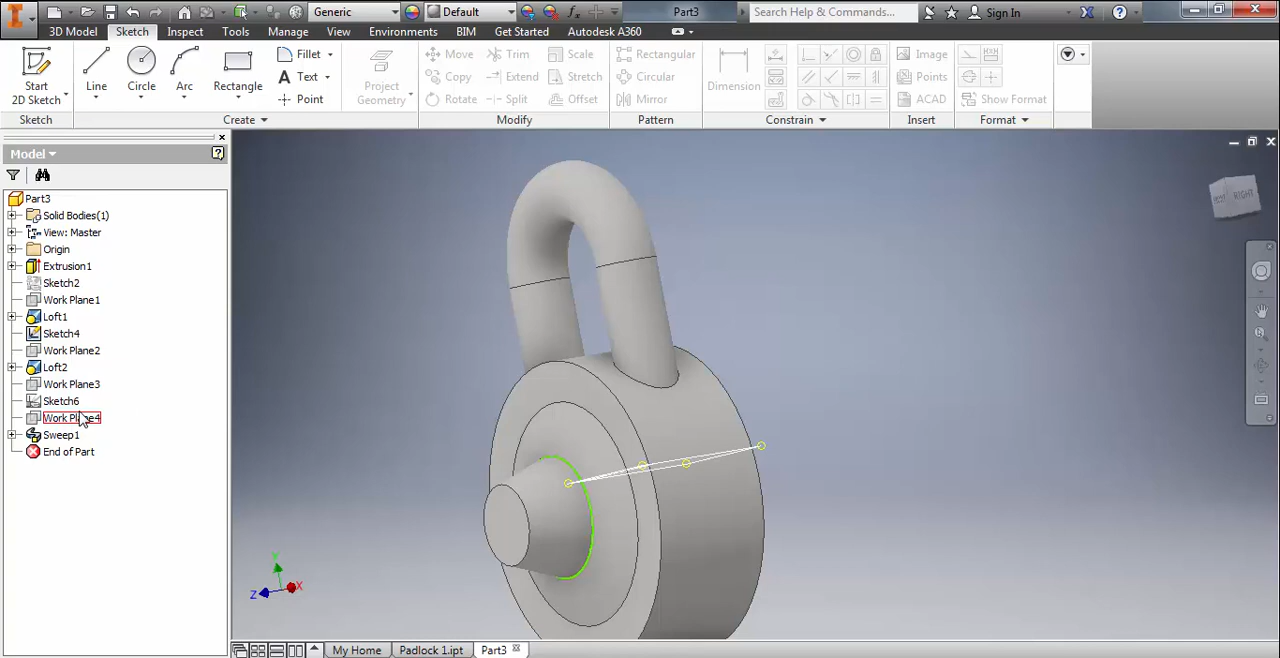 Generic
Default
Part3
Search Help & Commands...
Sign In
3D Model
Sketch
Inspect
Tools
Manage
View
Environments
BIM
Get Started
Autodesk A360
Start
2D Sketch
Line
Circle
Arc
Rectangle
Fillet
Text
Point
Project
Geometry
Move
Trim
Scale
Copy
Extend
Stretch
Rotate
Split
Offset
Rectangular
Circular
Mirror
Dimension
Image
Points
ACAD
Show Format
Sketch
Create
Modify
Pattern
Constrain
Insert
Format
Model
Part3
Solid Bodies(1)
View: Master
Origin
Extrusion1
Sketch2
Work Plane1
Loft1
Sketch4
Work Plane2
Loft2
Work Plane3
Sketch6
Work Plane4
Sweep1
End of Part
RIGHT
Y
Z
X
My Home
Padlock 1.ipt
Part3